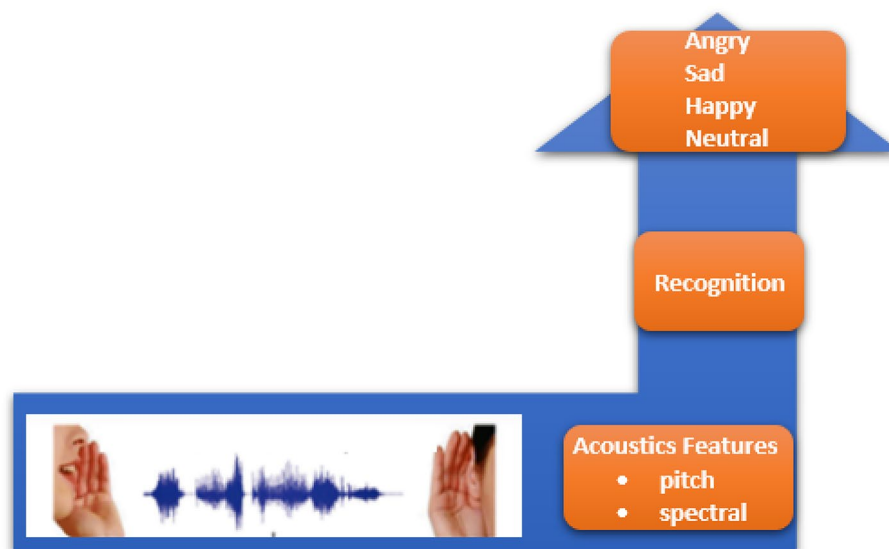 Angry
Sad
Happy
Neutral
Recognition
Acoustics Features
• pitch
• spectral